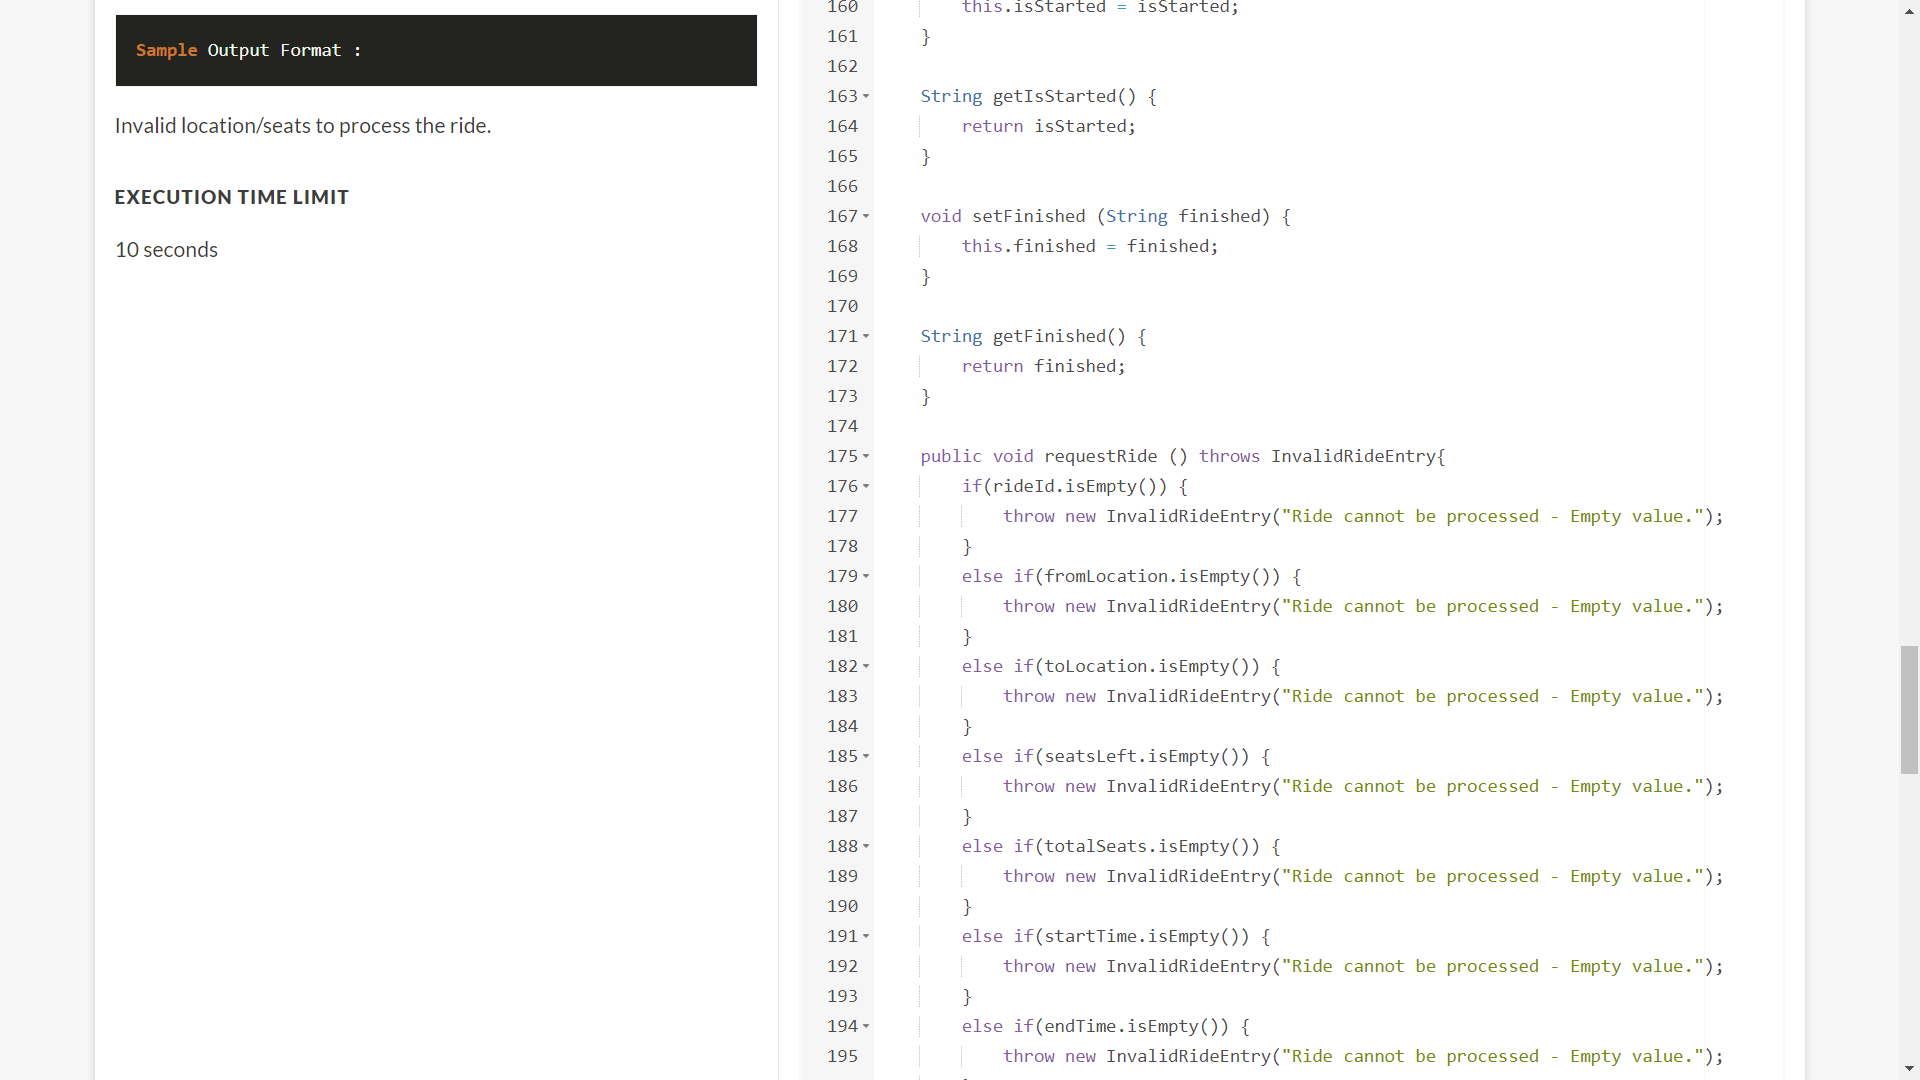 Sample Output Format :
Invalid location/seats to process the ride.
EXECUTION TIME LIMIT
10 seconds
160 this.isStarted = isStarted;
161 }
162
163 String getIsStarted() {
164 return isStarted;
165 }
166
167 void setFinished (String finished) {
168 this.finished = finished;
169 }
170
171 String getFinished() {
172 return finished;
173 }
174
175 public void requestRide () throws InvalidRideEntry{
176 if(rideId.isEmpty()) {
177 throw new InvalidRideEntry("Ride cannot be processed - Empty value.");
178 }
179 else if(fromLocation.isEmpty()) {
180 throw new InvalidRideEntry("Ride cannot be processed - Empty value.");
181 }
182 else if(toLocation.isEmpty()) {
183 throw new InvalidRideEntry("Ride cannot be processed - Empty value.");
184 }
185 else if(seatsLeft.isEmpty()) {
186 throw new InvalidRideEntry("Ride cannot be processed - Empty value.");
187 }
188 else if(totalSeats.isEmpty()) {
189 throw new InvalidRideEntry("Ride cannot be processed - Empty value.");
190 }
191 else if(startTime.isEmpty()) {
192 throw new InvalidRideEntry("Ride cannot be processed - Empty value.");
193 }
194 else if(endTime.isEmpty()) {
195 throw new InvalidRideEntry("Ride cannot be processed - Empty value.");